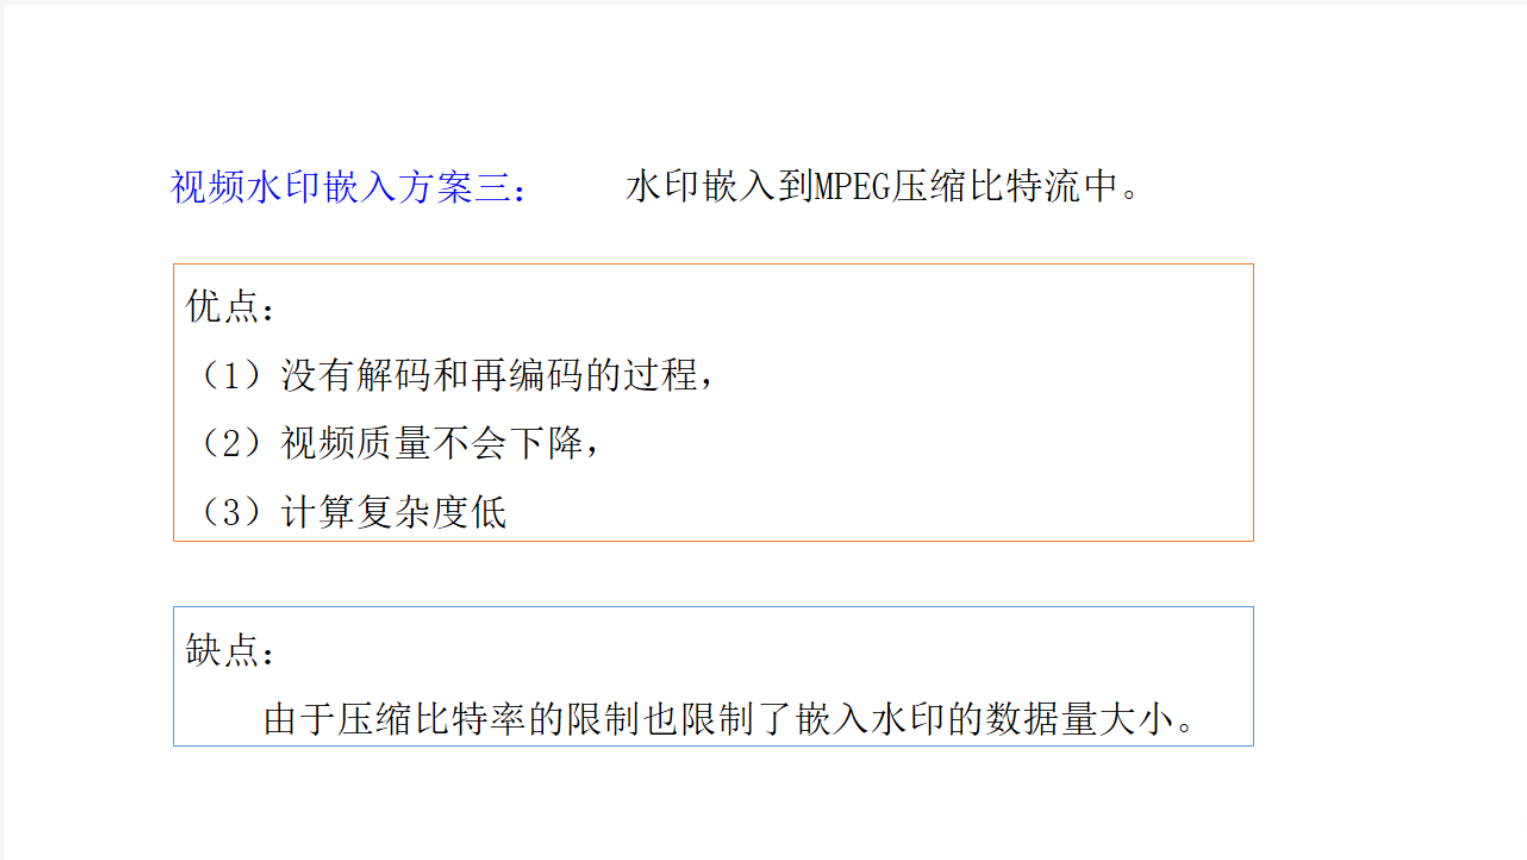 视频水印嵌入方案三： 水印嵌入到MPEG压缩比特流中。
优点：
（1）没有解码和再编码的过程，
（2）视频质量不会下降，
（3）计算复杂度低
缺点：
由于压缩比特率的限制也限制了嵌入水印的数据量大小。